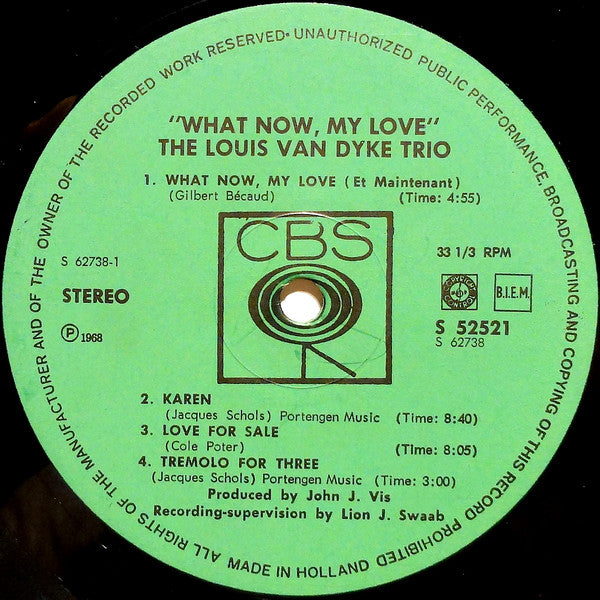 ALL RIGHTS OF THE MANUFACTURER AND OF THE OWNER OF THE RECORDED WORK RESERVED • UNAUTHORIZED PUBLIC PERFORMANCE, BROADCASTING AND COPYING OF THIS RECORD PROHIBITED
"WHAT NOW, MY LOVE"
THE LOUIS VAN DYKE TRIO
1. WHAT NOW, MY LOVE (Et Maintenant)
(Gilbert Bécaud) (Time: 4:55)
CBS
S 62738-1
33 1/3 RPM
STEREO
B.I.E.M.
S 52521
S 62738
Ⓟ 1968
2. KAREN
(Jacques Schols) Portengen Music (Time: 8:40)
3. LOVE FOR SALE
(Cole Poter) (Time: 8:05)
4. TREMOLO FOR THREE
(Jacques Schols) Portengen Music (Time: 3:00)
Produced by John J. Vis
Recording-supervision by Lion J. Swaab
MADE IN HOLLAND